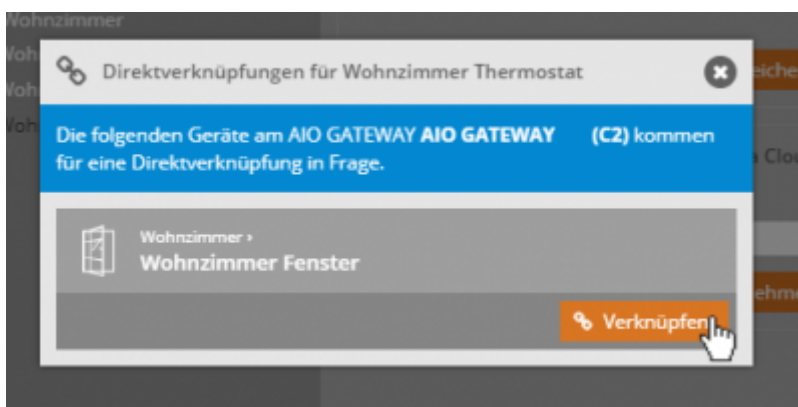 Wohnzimmer
Direktverknüpfungen für Wohnzimmer Thermostat
Die folgenden Geräte am AIO GATEWAY AIO GATEWAY (C2) kommen
für eine Direktverknüpfung in Frage.
Wohnzimmer ›
Wohnzimmer Fenster
Verknüpfen